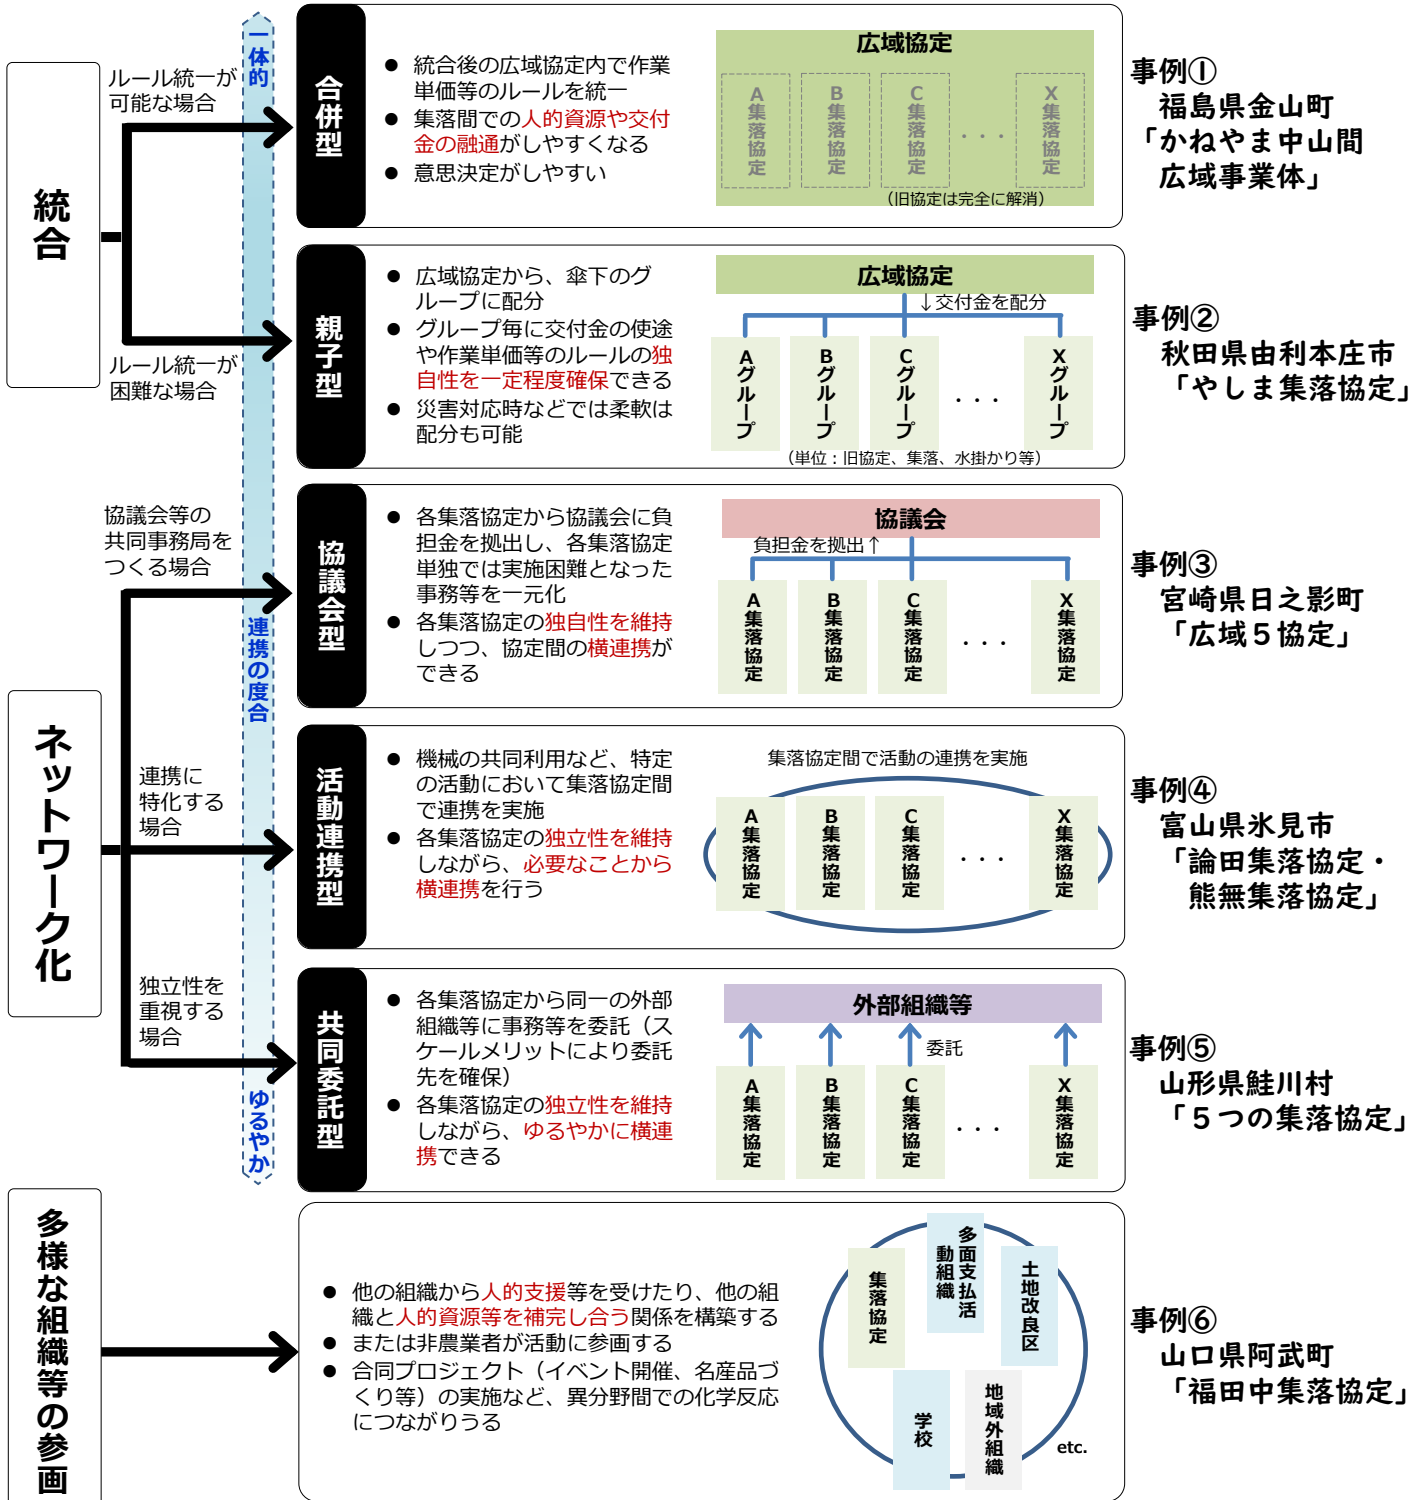 統合
ルール統一が
可能な場合
ルール統一が
困難な場合
一体的
連携の度合
ゆるやか
合併型
● 統合後の広域協定内で作業
単価等のルールを統一
● 集落間での人的資源や交付
金の融通がしやすくなる
● 意思決定がしやすい
広域協定
A集落協定
B集落協定
C集落協定
・・・
X集落協定
（旧協定は完全に解消）
事例①
福島県金山町
「かねやま中山間
広域事業体」
親子型
● 広域協定から、傘下のグ
ループに配分
● グループ毎に交付金の使途
や作業単価等のルールの独
自性を一定程度確保できる
● 災害対応時などでは柔軟は
配分も可能
広域協定
↓交付金を配分
Aグループ
Bグループ
Cグループ
・・・
Xグループ
（単位：旧協定、集落、水掛かり等）
事例②
秋田県由利本庄市
「やしま集落協定」
ネットワーク化
協議会等の
共同事務局を
つくる場合
連携に
特化する
場合
独立性を
重視する
場合
協議会型
● 各集落協定から協議会に負
担金を拠出し、各集落協定
単独では実施困難となった
事務等を一元化
● 各集落協定の独自性を維持
しつつ、協定間の横連携が
できる
協議会
負担金を拠出↑
A集落協定
B集落協定
C集落協定
・・・
X集落協定
事例③
宮崎県日之影町
「広域５協定」
活動連携型
● 機械の共同利用など、特定
の活動において集落協定間
で連携を実施
● 各集落協定の独立性を維持
しながら、必要なことから
横連携を行う
集落協定間で活動の連携を実施
A集落協定
B集落協定
C集落協定
・・・
X集落協定
事例④
富山県氷見市
「論田集落協定・
熊無集落協定」
共同委託型
● 各集落協定から同一の外部
組織等に事務等を委託（ス
ケールメリットにより委託
先を確保）
● 各集落協定の独立性を維持
しながら、ゆるやかに横連
携できる
外部組織等
委託
A集落協定
B集落協定
C集落協定
・・・
X集落協定
事例⑤
山形県鮭川村
「５つの集落協定」
多様な組織等の参画
● 他の組織から人的支援等を受けたり、他の組
織と人的資源等を補完し合う関係を構築する
● または非農業者が活動に参画する
● 合同プロジェクト（イベント開催、名産品づ
くり等）の実施など、異分野間での化学反応
につながりうる
集落協定
多面支払活
動組織
土地改良区
学校
地域外組織
etc.
事例⑥
山口県阿武町
「福田中集落協定」